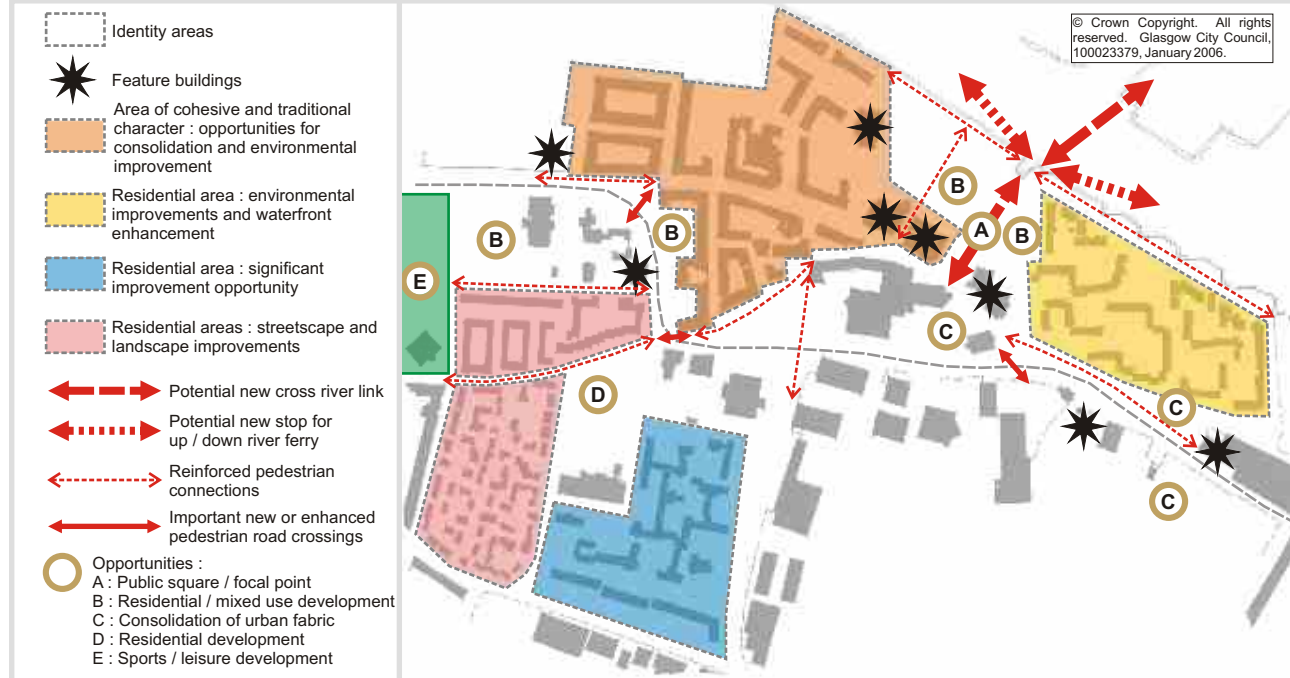 Identity areas
Feature buildings
Area of cohesive and traditional
character : opportunities for
consolidation and environmental
improvement
Residential area : environmental
improvements and waterfront
enhancement
Residential area : significant
improvement opportunity
Residential areas : streetscape and
landscape improvements
Potential new cross river link
Potential new stop for
up / down river ferry
Reinforced pedestrian
connections
Important new or enhanced
pedestrian road crossings
Opportunities :
A : Public square / focal point
B : Residential / mixed use development
C : Consolidation of urban fabric
D : Residential development
E : Sports / leisure development
© Crown Copyright. All rights
reserved. Glasgow City Council,
100023379, January 2006.
B
B
B
A
B
E
C
D
C
C